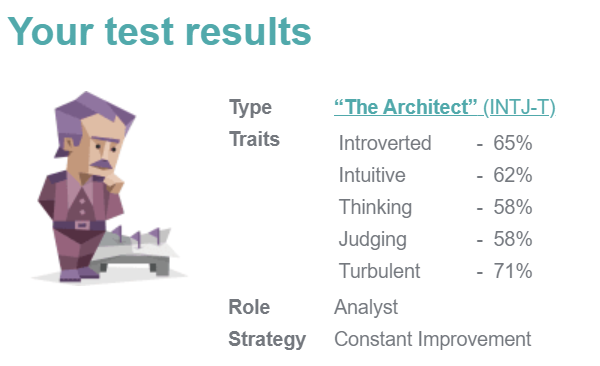 Your test results
Type “The Architect” (INTJ-T)
Traits Introverted - 65%
Intuitive - 62%
Thinking - 58%
Judging - 58%
Turbulent - 71%
Role Analyst
Strategy Constant Improvement